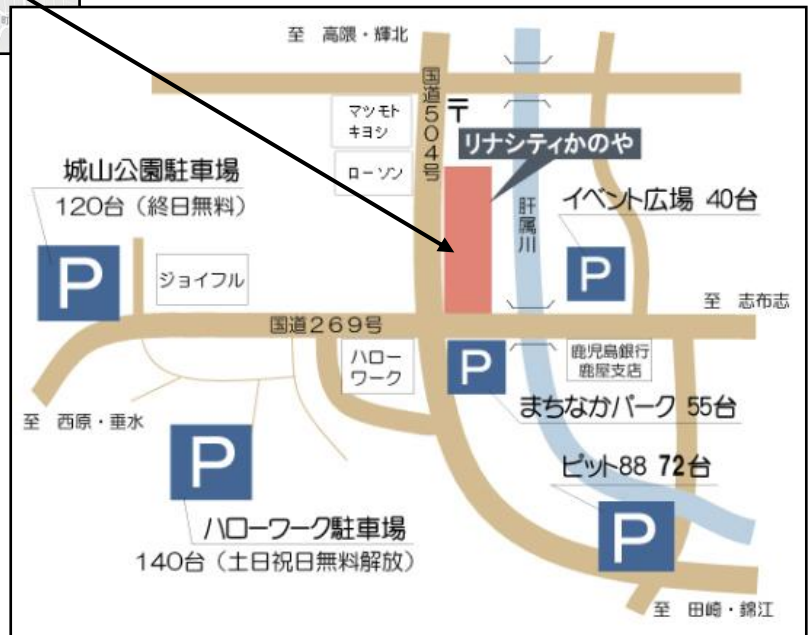 至 高隈・輝北
国道504号
マツモト
キヨシ
〒
リナシティかのや
ローソン
城山公園駐車場
120台（終日無料）
P
ジョイフル
肝属川
イベント広場 40台
P
至 志布志
国道269号
ハロー
ワーク
P
鹿児島銀行
鹿屋支店
まちなかパーク 55台
至 西原・垂水
P
ピット88 72台
P
ハローワーク駐車場
140台（土日祝日無料解放）
至 田崎・錦江